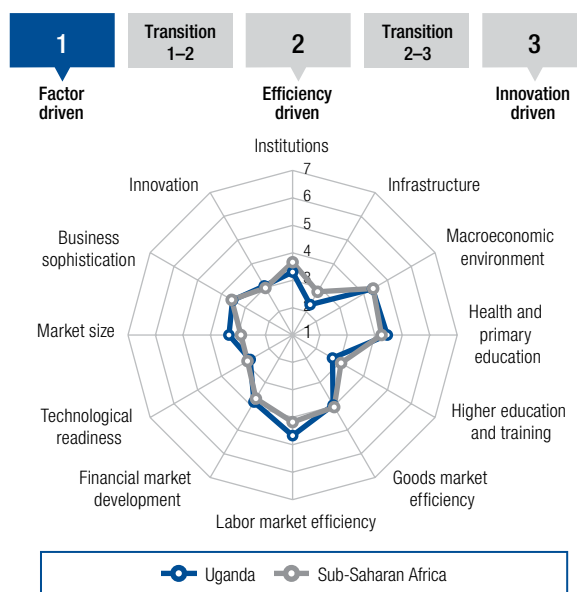 1
Transition
1–2
2
Transition
2–3
3
Factor
driven
Efficiency
driven
Innovation
driven
Institutions
7
6
5
4
3
2
1
Infrastructure
Macroeconomic
environment
Health and
primary
education
Higher education
and training
Goods market
efficiency
Labor market efficiency
Financial market
development
Technological
readiness
Market size
Business
sophistication
Innovation
Uganda
Sub-Saharan Africa